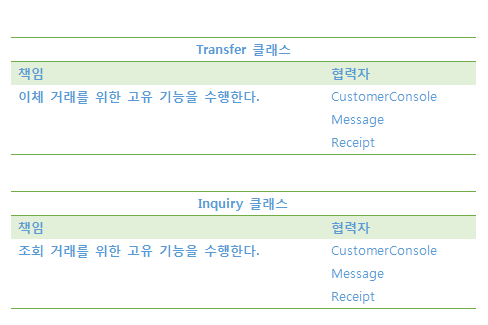 Transfer 클래스
책임 협력자
이체 거래를 위한 고유 기능을 수행한다. CustomerConsole
Message
Receipt
Inquiry 클래스
책임 협력자
조회 거래를 위한 고유 기능을 수행한다. CustomerConsole
Message
Receipt